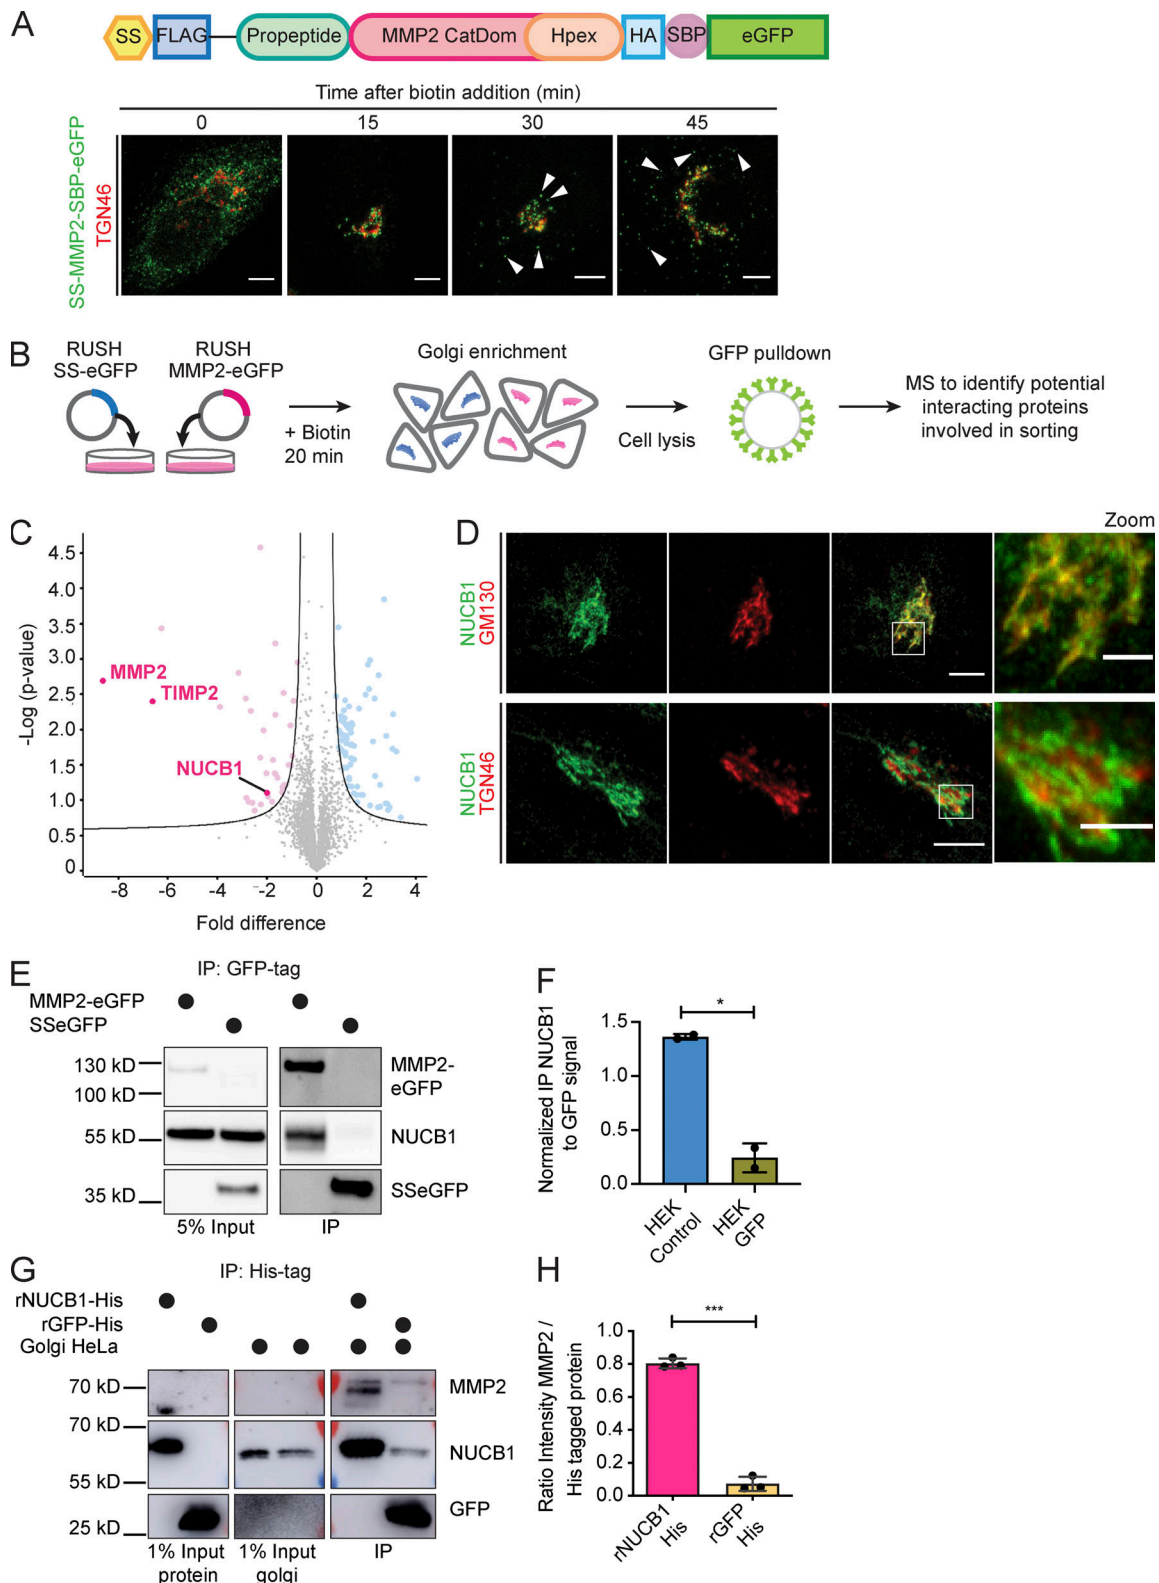 A
SS FLAG Propeptide MMP2 CatDom Hpex HA SBP eGFP
Time after biotin addition (min)
0 15 30 45
SS-MMP2-SBP-eGFP
TGN46
B
RUSH
SS-eGFP
RUSH
MMP2-eGFP
+ Biotin
20 min
Golgi enrichment
Cell lysis
GFP pulldown
MS to identify potential
interacting proteins
involved in sorting
C
-Log (p-value)
4.5
4.0
3.5
3.0
2.5
2.0
1.5
1.0
0.5
0
MMP2
TIMP2
NUCB1
-8 -6 -4 -2 0 2 4
Fold difference
D
Zoom
NUCB1
GM130
NUCB1
TGN46
E
IP: GFP-tag
MMP2-eGFP
SSeGFP
130 kD
100 kD
55 kD
35 kD
MMP2-
eGFP
NUCB1
SSeGFP
5% Input IP
F
Normalized IP NUCB1
to GFP signal
*
1.5
1.0
0.5
0.0
HEK
Control
HEK
GFP
G
IP: His-tag
rNUCB1-His
rGFP-His
Golgi HeLa
70 kD
70 kD
55 kD
25 kD
MMP2
NUCB1
GFP
1% Input
protein
1% Input
golgi
IP
H
Ratio Intensity MMP2 /
His tagged protein
***
1.0
0.8
0.6
0.4
0.2
0.0
rNUCB1
His
rGFP
His